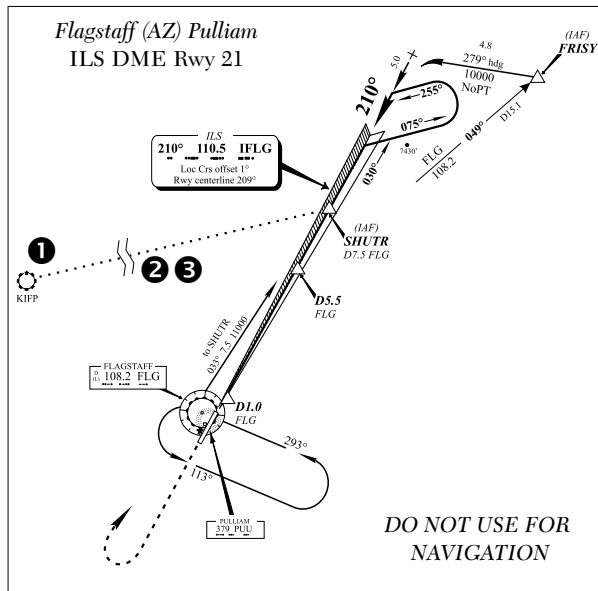 Flagstaff (AZ) Pulliam
ILS DME Rwy 21
(IAF)
FRISY
4.8
279° hdg
10000
NoPT
5.0
210°
255°
075°
049°
D15.1
FLG
108.2
7430'
030°
ILS
210° 110.5 IFLG
Loc Crs offset 1°
Rwy centerline 209°
(IAF)
SHUTR
D7.5 FLG
1
2 3
KIFP
D5.5
FLG
to SHUTR
033° 7.5 11000
FLAGSTAFF
D
(L) 108.2 FLG
D1.0
FLG
293°
113°
PULLIAM
379 PUU
DO NOT USE FOR
NAVIGATION